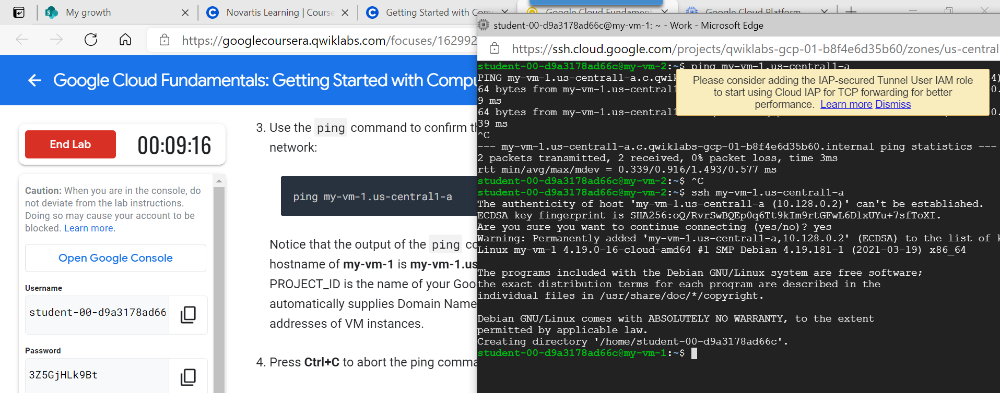 My growth
Novartis Learning | Course
Getting Started with Com
Google Cloud Fundament
Google Cloud Platform
https://googlecoursera.qwiklabs.com/focuses/162992
Google Cloud Fundamentals: Getting Started with Compu
End Lab
00:09:16
Caution: When you are in the console, do
not deviate from the lab instructions.
Doing so may cause your account to be
blocked. Learn more.
Open Google Console
Username
student-00-d9a3178ad66
Password
3Z5GjHLk9Bt
3. Use the ping command to confirm th
network:
ping my-vm-1.us-central1-a
Notice that the output of the ping co
hostname of my-vm-1 is my-vm-1.us
PROJECT_ID is the name of your Goo
automatically supplies Domain Name
addresses of VM instances.
4. Press Ctrl+C to abort the ping comma
student-00-d9a3178ad66c@my-vm-1: ~ - Work - Microsoft Edge
https://ssh.cloud.google.com/projects/qwiklabs-gcp-01-b8f4e6d35b60/zones/us-central
student-00-d9a3178ad66c@my-vm-2:~$ ping my-vm-1.us-central1-a
PING my-vm-1.us-central1-a.c.qwik 4)
64 bytes from my-vm-1.us-central1 0.
9 ms
64 bytes from my-vm-1.us-central1 0.
39 ms
^C
--- my-vm-1.us-central1-a.c.qwiklabs-gcp-01-b8f4e6d35b60.internal ping statistics ---
2 packets transmitted, 2 received, 0% packet loss, time 3ms
rtt min/avg/max/mdev = 0.339/0.916/1.493/0.577 ms
student-00-d9a3178ad66c@my-vm-2:~$ ^C
student-00-d9a3178ad66c@my-vm-2:~$ ssh my-vm-1.us-central1-a
The authenticity of host 'my-vm-1.us-central1-a (10.128.0.2)' can't be established.
ECDSA key fingerprint is SHA256:oQ/RvrSwBQEp0q6Tt9kIm9rtGFwL6DlxUYu+7sfToXI.
Are you sure you want to continue connecting (yes/no)? yes
Warning: Permanently added 'my-vm-1.us-central1-a,10.128.0.2' (ECDSA) to the list of k
Linux my-vm-1 4.19.0-16-cloud-amd64 #1 SMP Debian 4.19.181-1 (2021-03-19) x86_64
The programs included with the Debian GNU/Linux system are free software;
the exact distribution terms for each program are described in the
individual files in /usr/share/doc/*/copyright.
Debian GNU/Linux comes with ABSOLUTELY NO WARRANTY, to the extent
permitted by applicable law.
Creating directory '/home/student-00-d9a3178ad66c'.
student-00-d9a3178ad66c@my-vm-1:~$
Please consider adding the IAP-secured Tunnel User IAM role
to start using Cloud IAP for TCP forwarding for better
performance. Learn more Dismiss